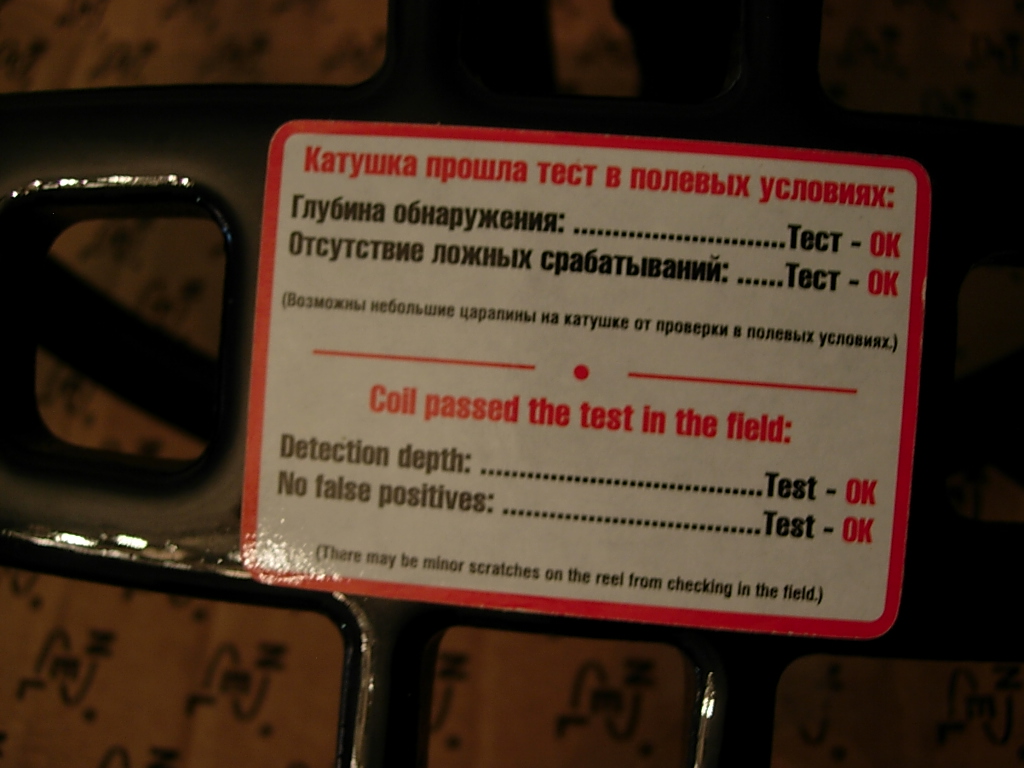 Катушка прошла тест в полевых условиях:
Глубина обнаружения: ............................Тест - ОК
Отсутствие ложных срабатываний: ......Тест - ОК
(Возможны небольшие царапины на катушке от проверки в полевых условиях.)
Coil passed the test in the field:
Detection depth: .....................................Test - OK
No false positives: ..................................Test - OK
(There may be minor scratches on the reel from checking in the field.)